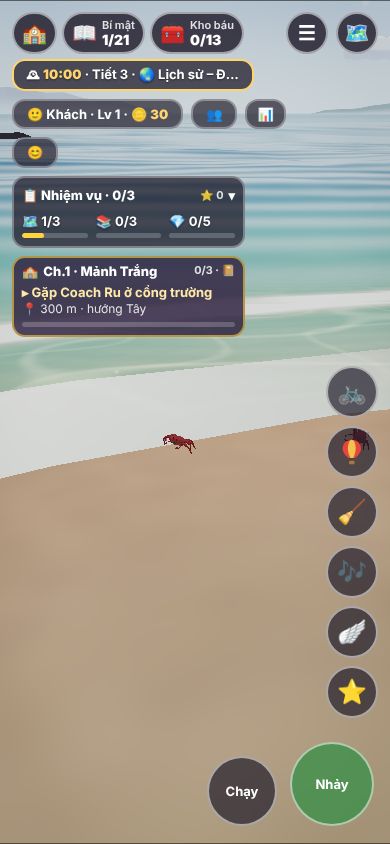 Bí mật
1/21
Kho báu
0/13
10:00 · Tiết 3 · Lịch sử – Đ...
Khách · Lv 1 · 30
Nhiệm vụ · 0/3
0 ▾
1/3
0/3
0/5
Ch.1 · Mảnh Trắng
0/3 ·
▸ Gặp Coach Ru ở cổng trường
300 m · hướng Tây
Chạy
Nhảy